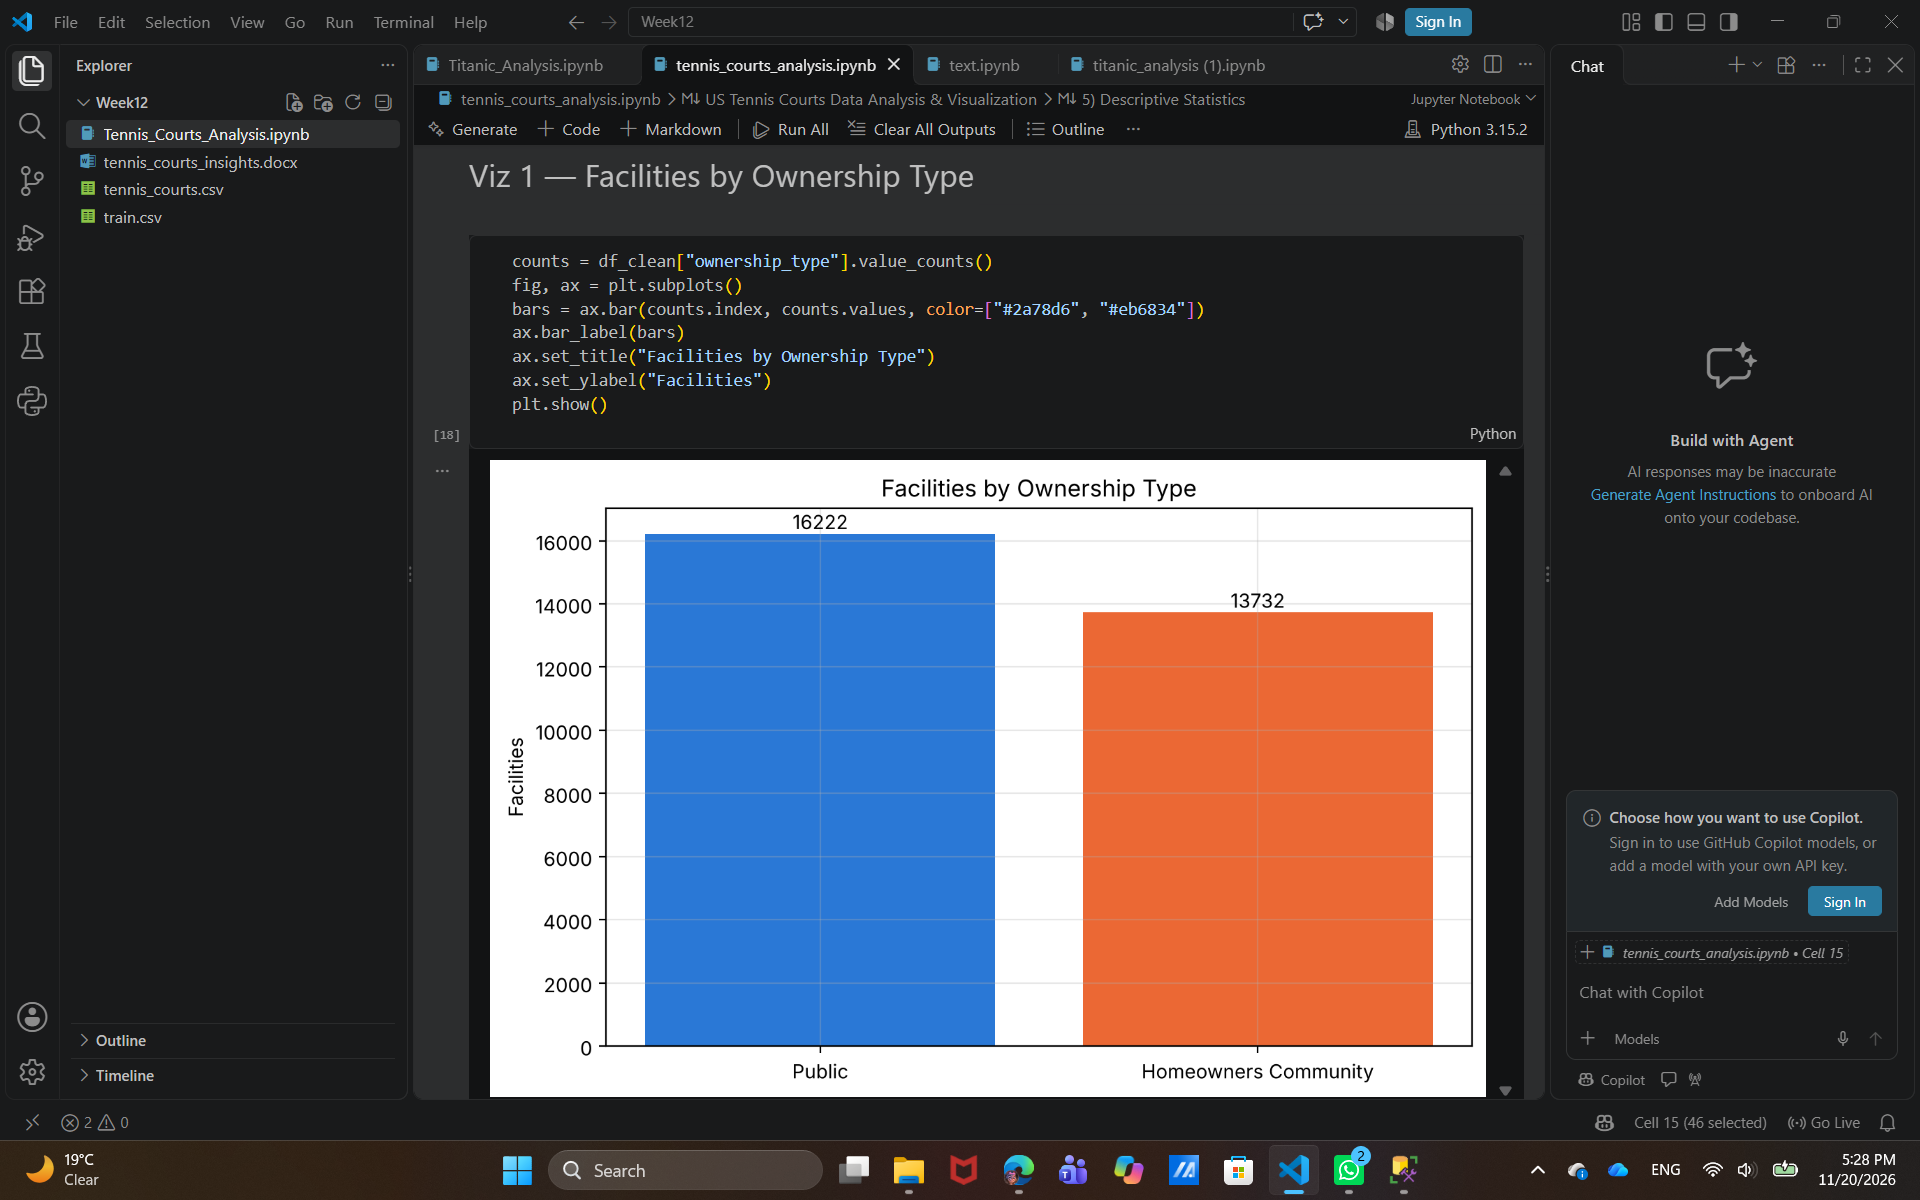 File Edit Selection View Go Run Terminal Help
Week12
Sign In
Explorer
Week12
Tennis_Courts_Analysis.ipynb
tennis_courts_insights.docx
tennis_courts.csv
train.csv
Outline
Timeline
Titanic_Analysis.ipynb
tennis_courts_analysis.ipynb
text.ipynb
titanic_analysis (1).ipynb
tennis_courts_analysis.ipynb > M↓ US Tennis Courts Data Analysis & Visualization > M↓ 5) Descriptive Statistics
Jupyter Notebook
Generate + Code + Markdown Run All Clear All Outputs Outline ...
Python 3.15.2
Viz 1 — Facilities by Ownership Type
counts = df_clean["ownership_type"].value_counts()
fig, ax = plt.subplots()
bars = ax.bar(counts.index, counts.values, color=["#2a78d6", "#eb6834"])
ax.bar_label(bars)
ax.set_title("Facilities by Ownership Type")
ax.set_ylabel("Facilities")
plt.show()
[18]
Python
Facilities by Ownership Type
16222
13732
16000
14000
12000
10000
8000
6000
4000
2000
0
Facilities
Public
Homeowners Community
Chat
Build with Agent
AI responses may be inaccurate
Generate Agent Instructions to onboard AI
onto your codebase.
Choose how you want to use Copilot.
Sign in to use GitHub Copilot models, or
add a model with your own API key.
Add Models
Sign In
tennis_courts_analysis.ipynb • Cell 15
Chat with Copilot
Models
Copilot
2 0
Cell 15 (46 selected)
Go Live
19°C
Clear
Search
2
ENG
5:28 PM
11/20/2026